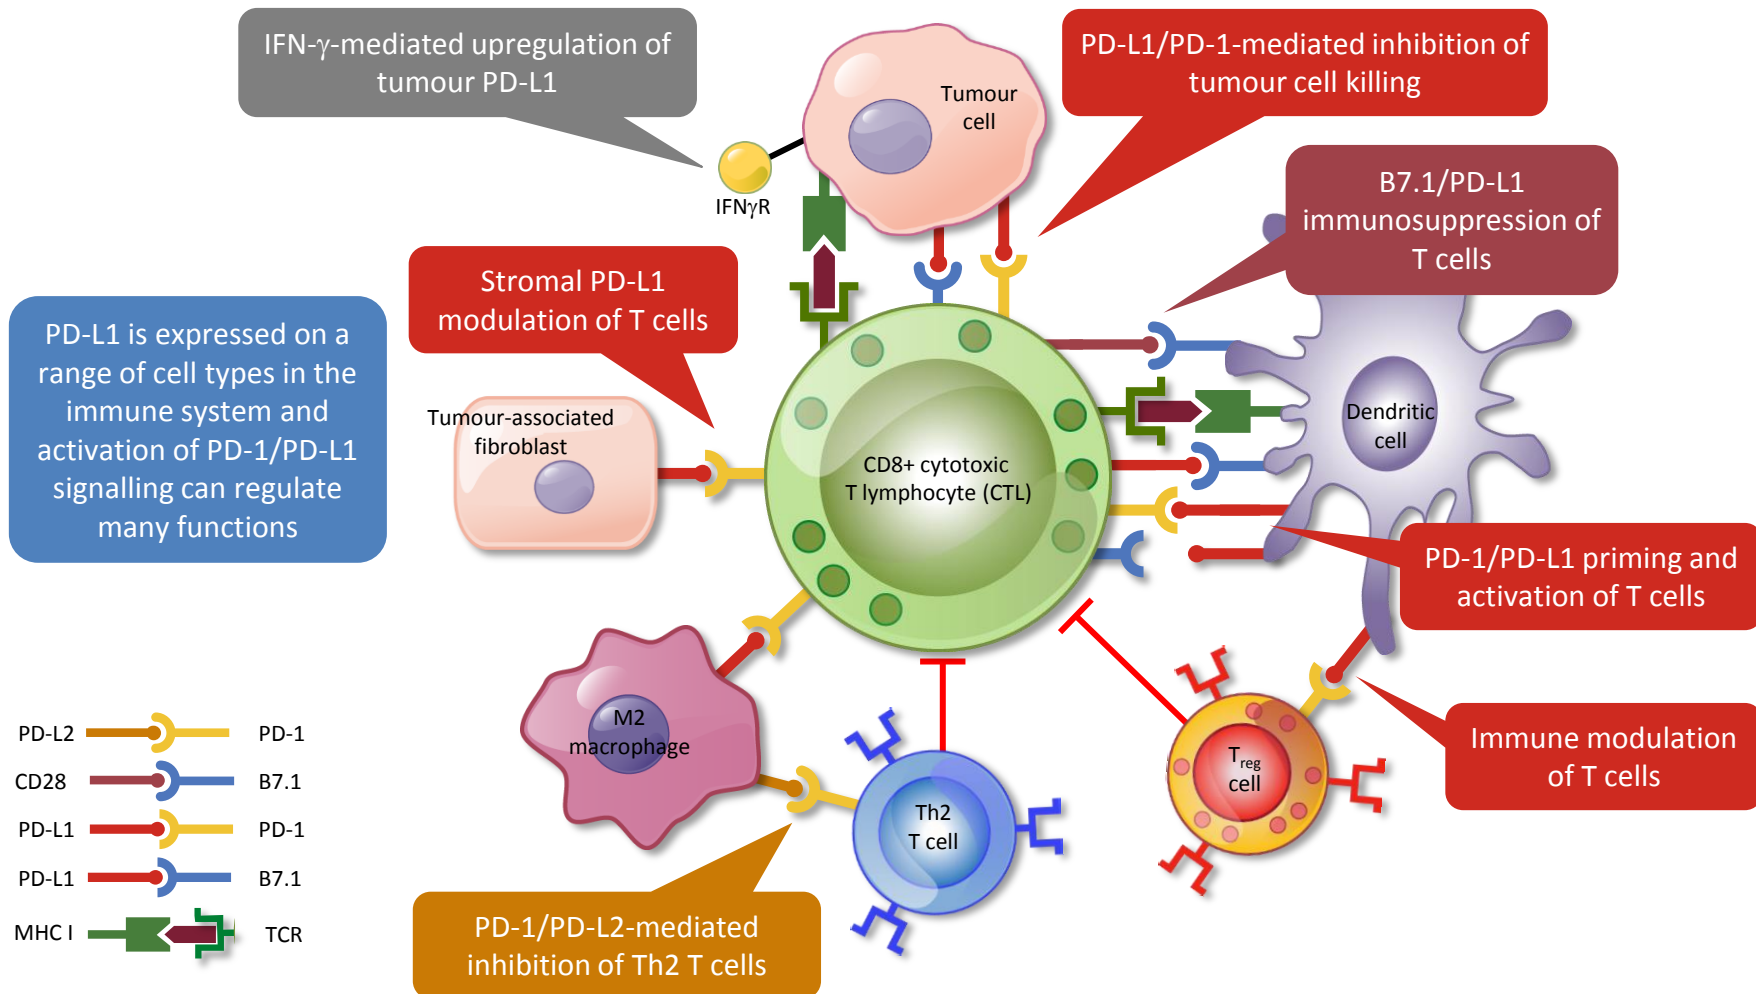 IFN-γ-mediated upregulation of
tumour PD-L1
PD-L1/PD-1-mediated inhibition of
tumour cell killing
Tumour
cell
IFNγR
B7.1/PD-L1
immunosuppression of
T cells
Stromal PD-L1
modulation of T cells
PD-L1 is expressed on a
range of cell types in the
immune system and
activation of PD-1/PD-L1
signalling can regulate
many functions
Tumour-associated
fibroblast
CD8+ cytotoxic
T lymphocyte (CTL)
Dendritic
cell
PD-1/PD-L1 priming and
activation of T cells
M2
macrophage
Th2
T cell
Treg
cell
Immune modulation
of T cells
PD-1/PD-L2-mediated
inhibition of Th2 T cells
PD-L2 PD-1
CD28 B7.1
PD-L1 PD-1
PD-L1 B7.1
MHC I TCR